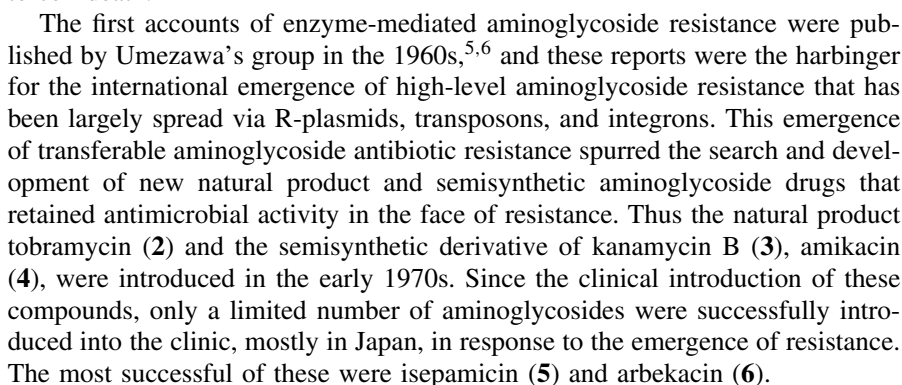 The first accounts of enzyme-mediated aminoglycoside resistance were pub-
lished by Umezawa's group in the 1960s,5,6 and these reports were the harbinger
for the international emergence of high-level aminoglycoside resistance that has
been largely spread via R-plasmids, transposons, and integrons. This emergence
of transferable aminoglycoside antibiotic resistance spurred the search and devel-
opment of new natural product and semisynthetic aminoglycoside drugs that
retained antimicrobial activity in the face of resistance. Thus the natural product
tobramycin (2) and the semisynthetic derivative of kanamycin B (3), amikacin
(4), were introduced in the early 1970s. Since the clinical introduction of these
compounds, only a limited number of aminoglycosides were successfully intro-
duced into the clinic, mostly in Japan, in response to the emergence of resistance.
The most successful of these were isepamicin (5) and arbekacin (6).